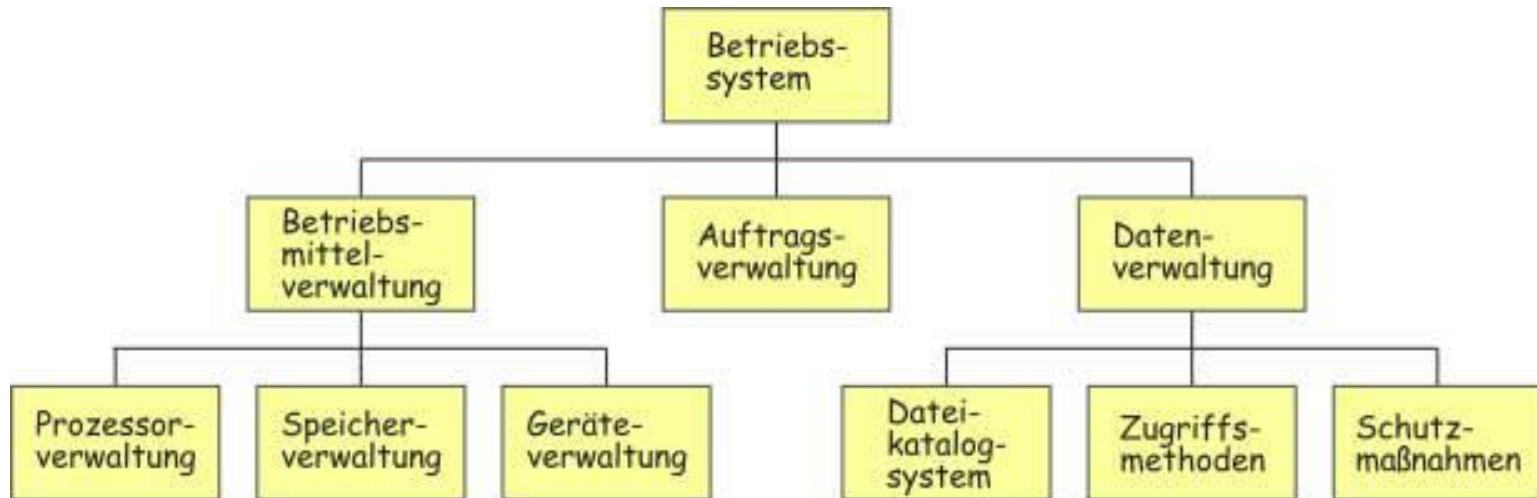 Betriebs-
system
Betriebs-
mittel-
verwaltung
Auftrags-
verwaltung
Daten-
verwaltung
Prozessor-
verwaltung
Speicher-
verwaltung
Geräte-
verwaltung
Datei-
katalog-
system
Zugriffs-
methoden
Schutz-
maßnahmen